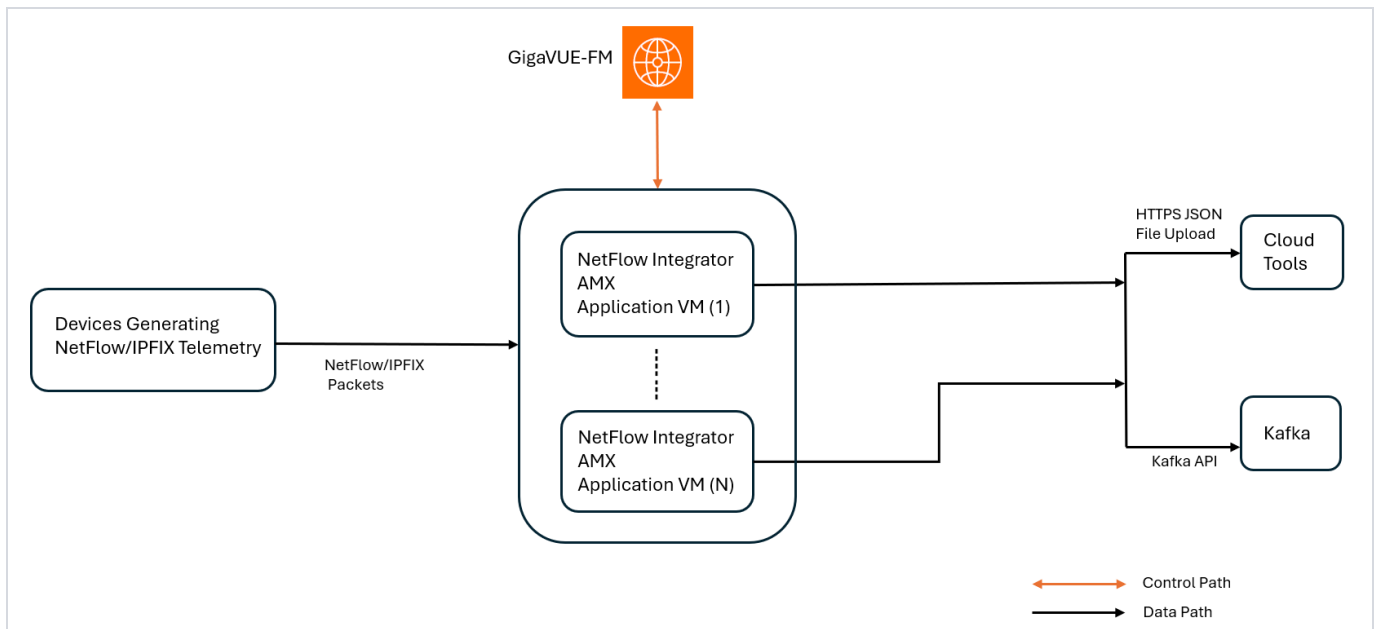 GigaVUE-FM
Devices Generating
NetFlow/IPFIX Telemetry
NetFlow/IPFIX
Packets
NetFlow Integrator
AMX
Application VM (1)
NetFlow Integrator
AMX
Application VM (N)
HTTPS JSON
File Upload
Cloud
Tools
Kafka
Kafka API
Control Path
Data Path